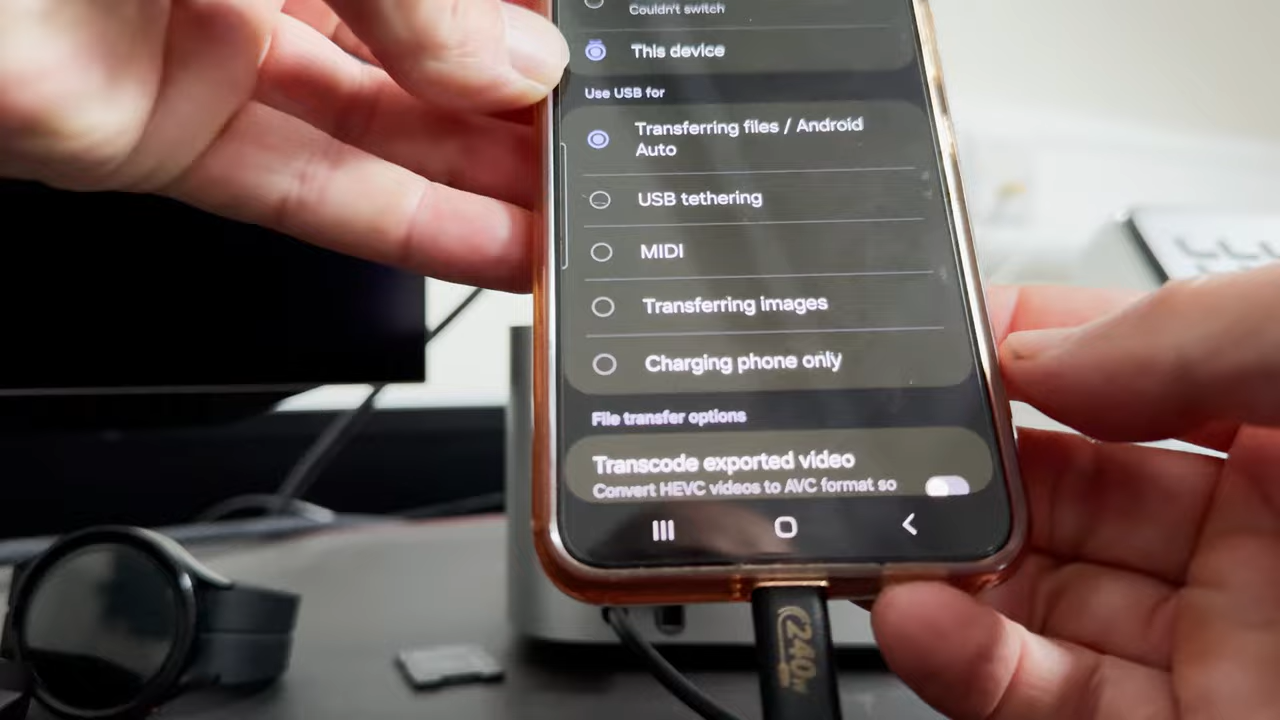 Couldn't switch
This device
Use USB for
Transferring files / Android
Auto
USB tethering
MIDI
Transferring images
Charging phone only
File transfer options
Transcode exported video
Convert HEVC videos to AVC format so
240W